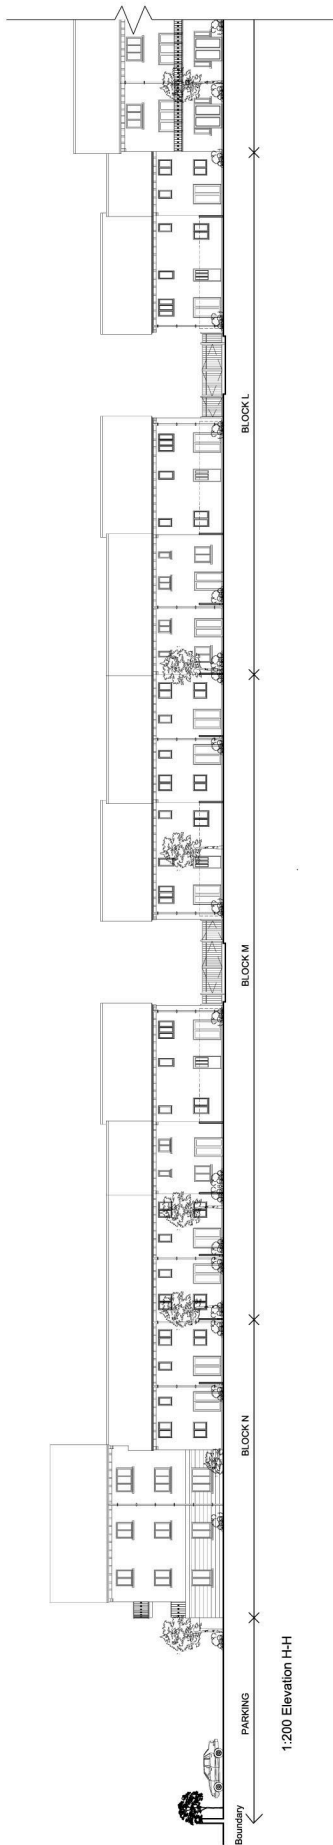 Boundary
PARKING
BLOCK N
BLOCK M
BLOCK L
1:200 Elevation H-H